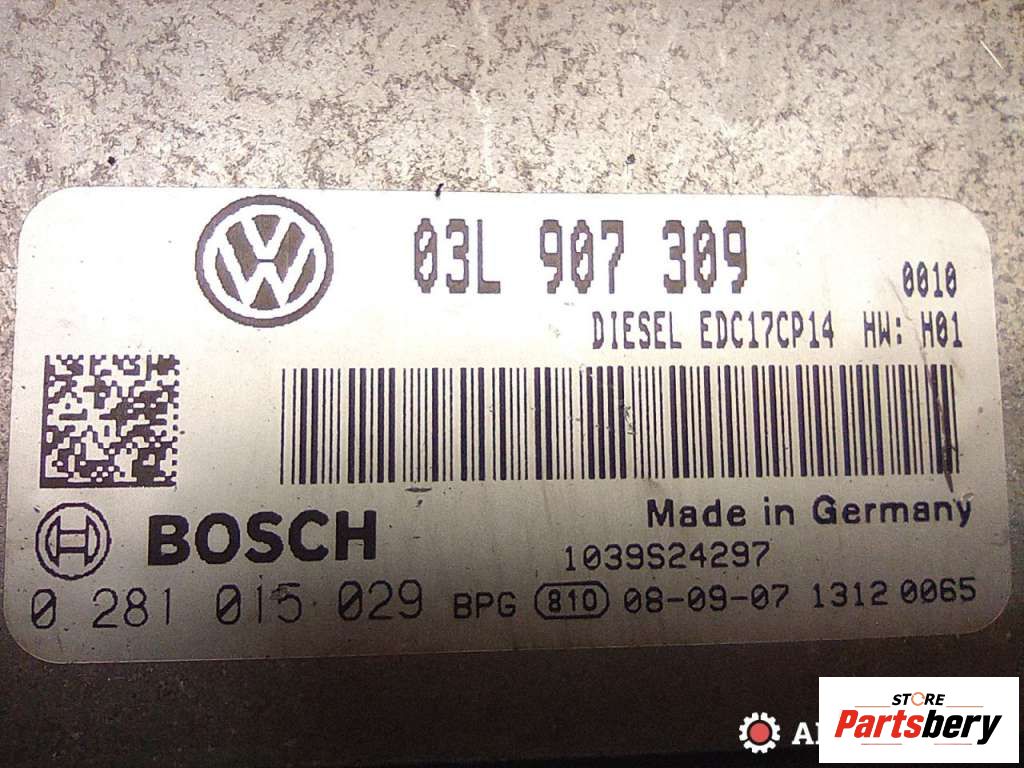 03L 907 309
0010
DIESEL EDC17CP14 HW: H01
BOSCH
Made in Germany
1039S24297
0 281 015 029 BPG 810 08-09-07 1312 0065
STORE
Partsbery